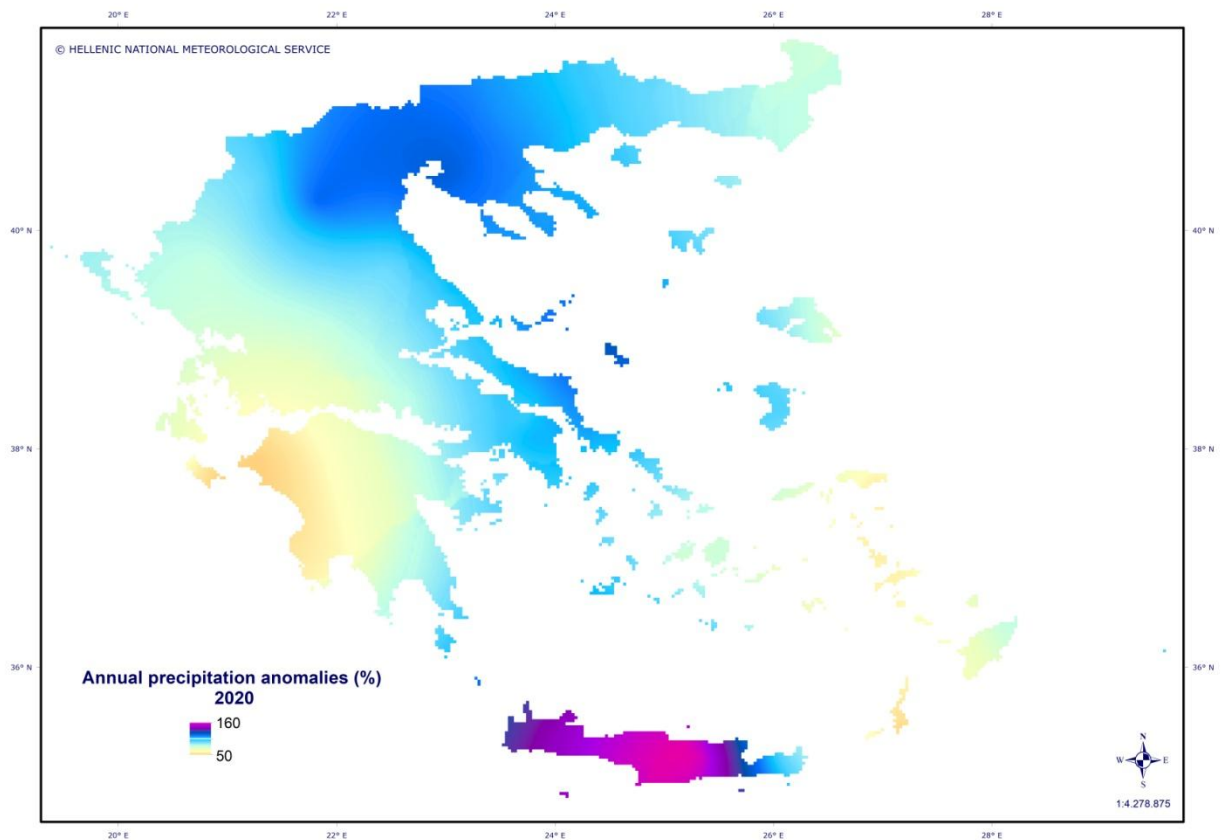 20° E 22° E 24° E 26° E 28° E
© HELLENIC NATIONAL METEOROLOGICAL SERVICE
40° N 40° N
38° N 38° N
36° N 36° N
Annual precipitation anomalies (%)
2020
160
50
N
W E
S
1:4.278.875
20° E 22° E 24° E 26° E 28° E